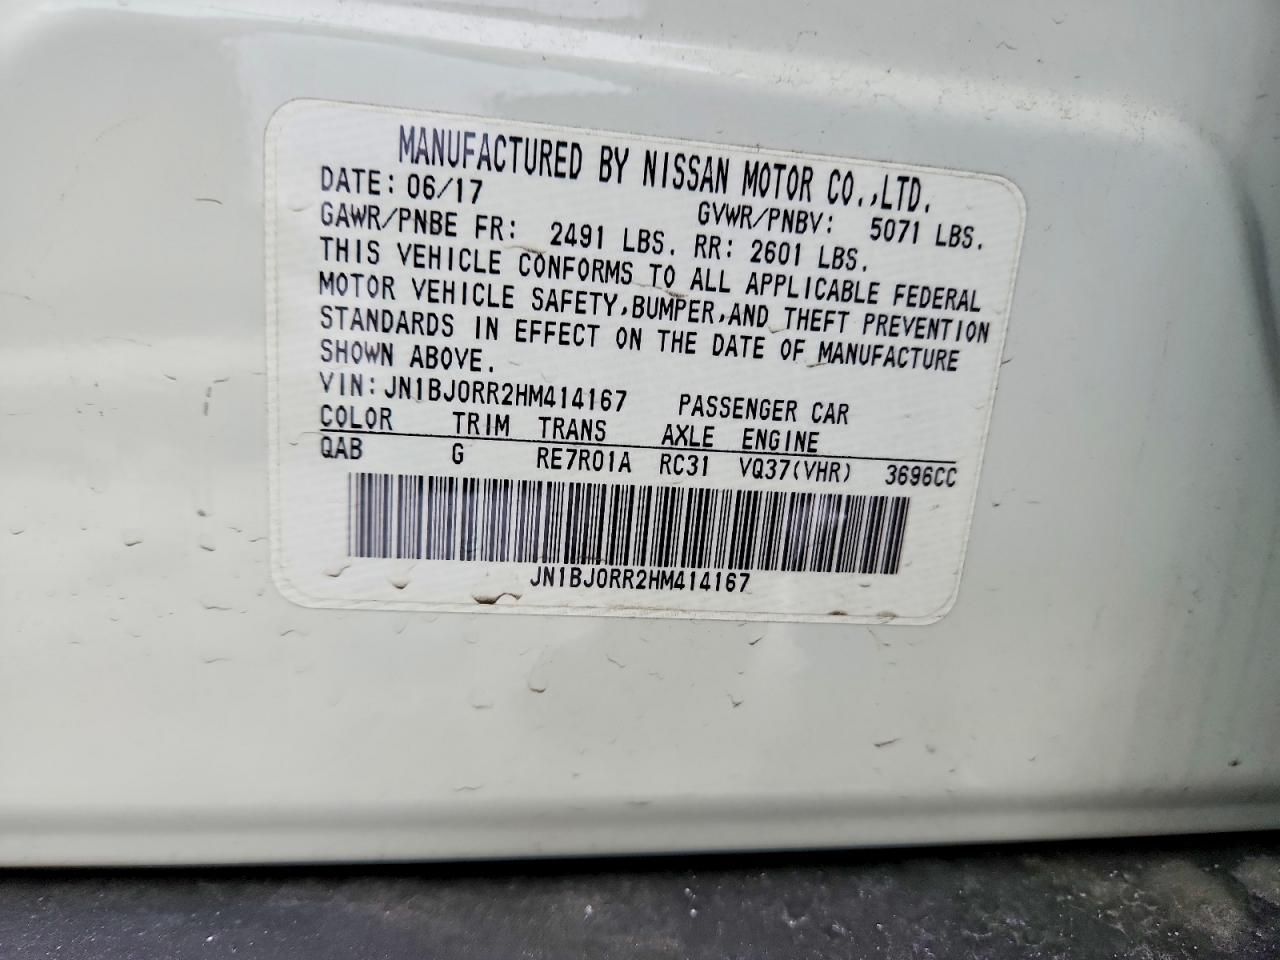 MANUFACTURED BY NISSAN MOTOR CO.,LTD.
DATE: 06/17 GVWR/PNBV: 5071 LBS.
GAWR/PNBE FR: 2491 LBS. RR: 2601 LBS.
THIS VEHICLE CONFORMS TO ALL APPLICABLE FEDERAL
MOTOR VEHICLE SAFETY,BUMPER,AND THEFT PREVENTION
STANDARDS IN EFFECT ON THE DATE OF MANUFACTURE
SHOWN ABOVE.
VIN: JN1BJ0RR2HM414167 PASSENGER CAR
COLOR TRIM TRANS AXLE ENGINE
QAB G RE7R01A RC31 VQ37(VHR) 3696CC
JN1BJ0RR2HM414167